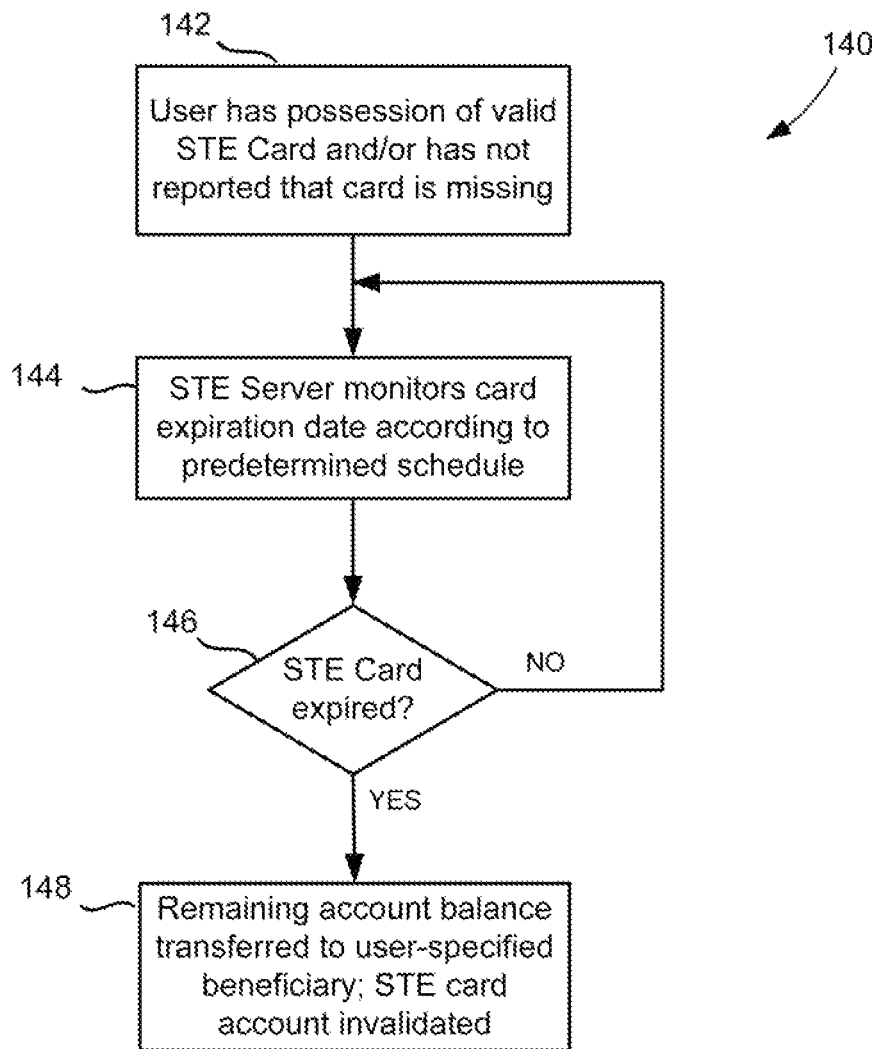 142
140
User has possession of valid
STE Card and/or has not
reported that card is missing
144
STE Server monitors card
expiration date according to
predetermined schedule
146
STE Card
expired?
NO
YES
148
Remaining account balance
transferred to user-specified
beneficiary; STE card
account invalidated